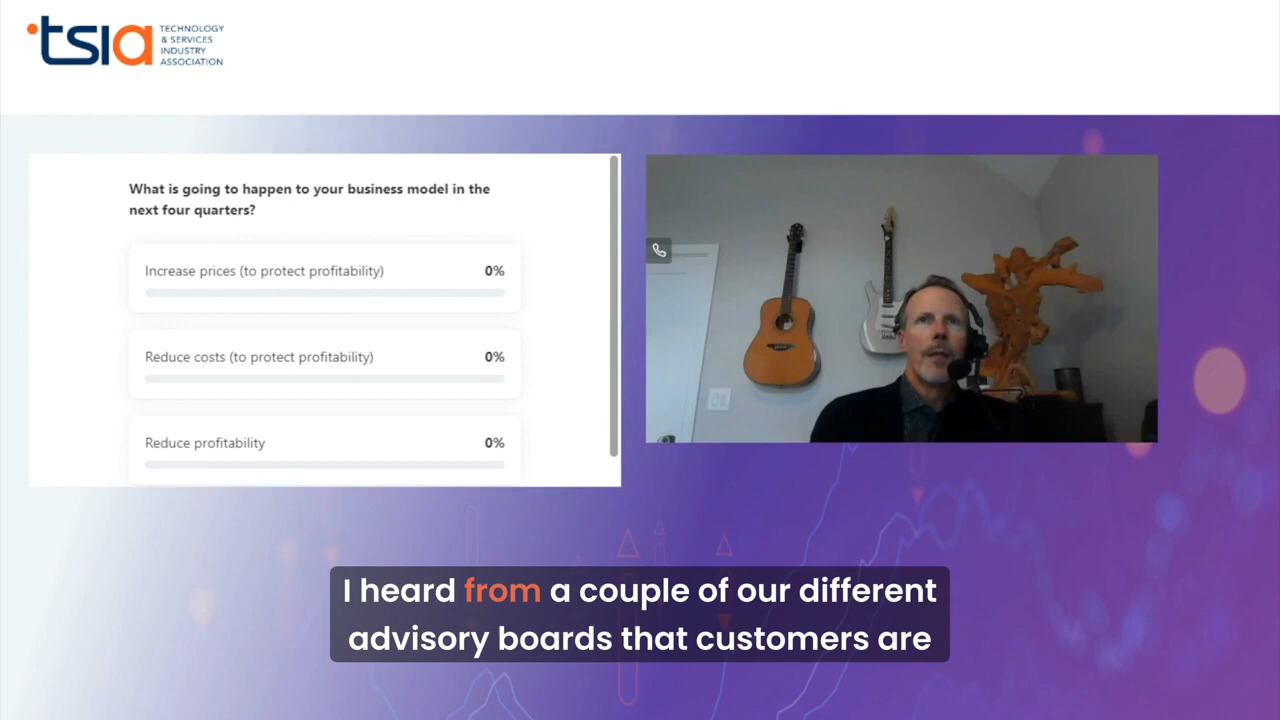 tsia
TECHNOLOGY
& SERVICES
INDUSTRY
ASSOCIATION
What is going to happen to your business model in the
next four quarters?
Increase prices (to protect profitability) 0%
Reduce costs (to protect profitability) 0%
Reduce profitability 0%
I heard from a couple of our different
advisory boards that customers are